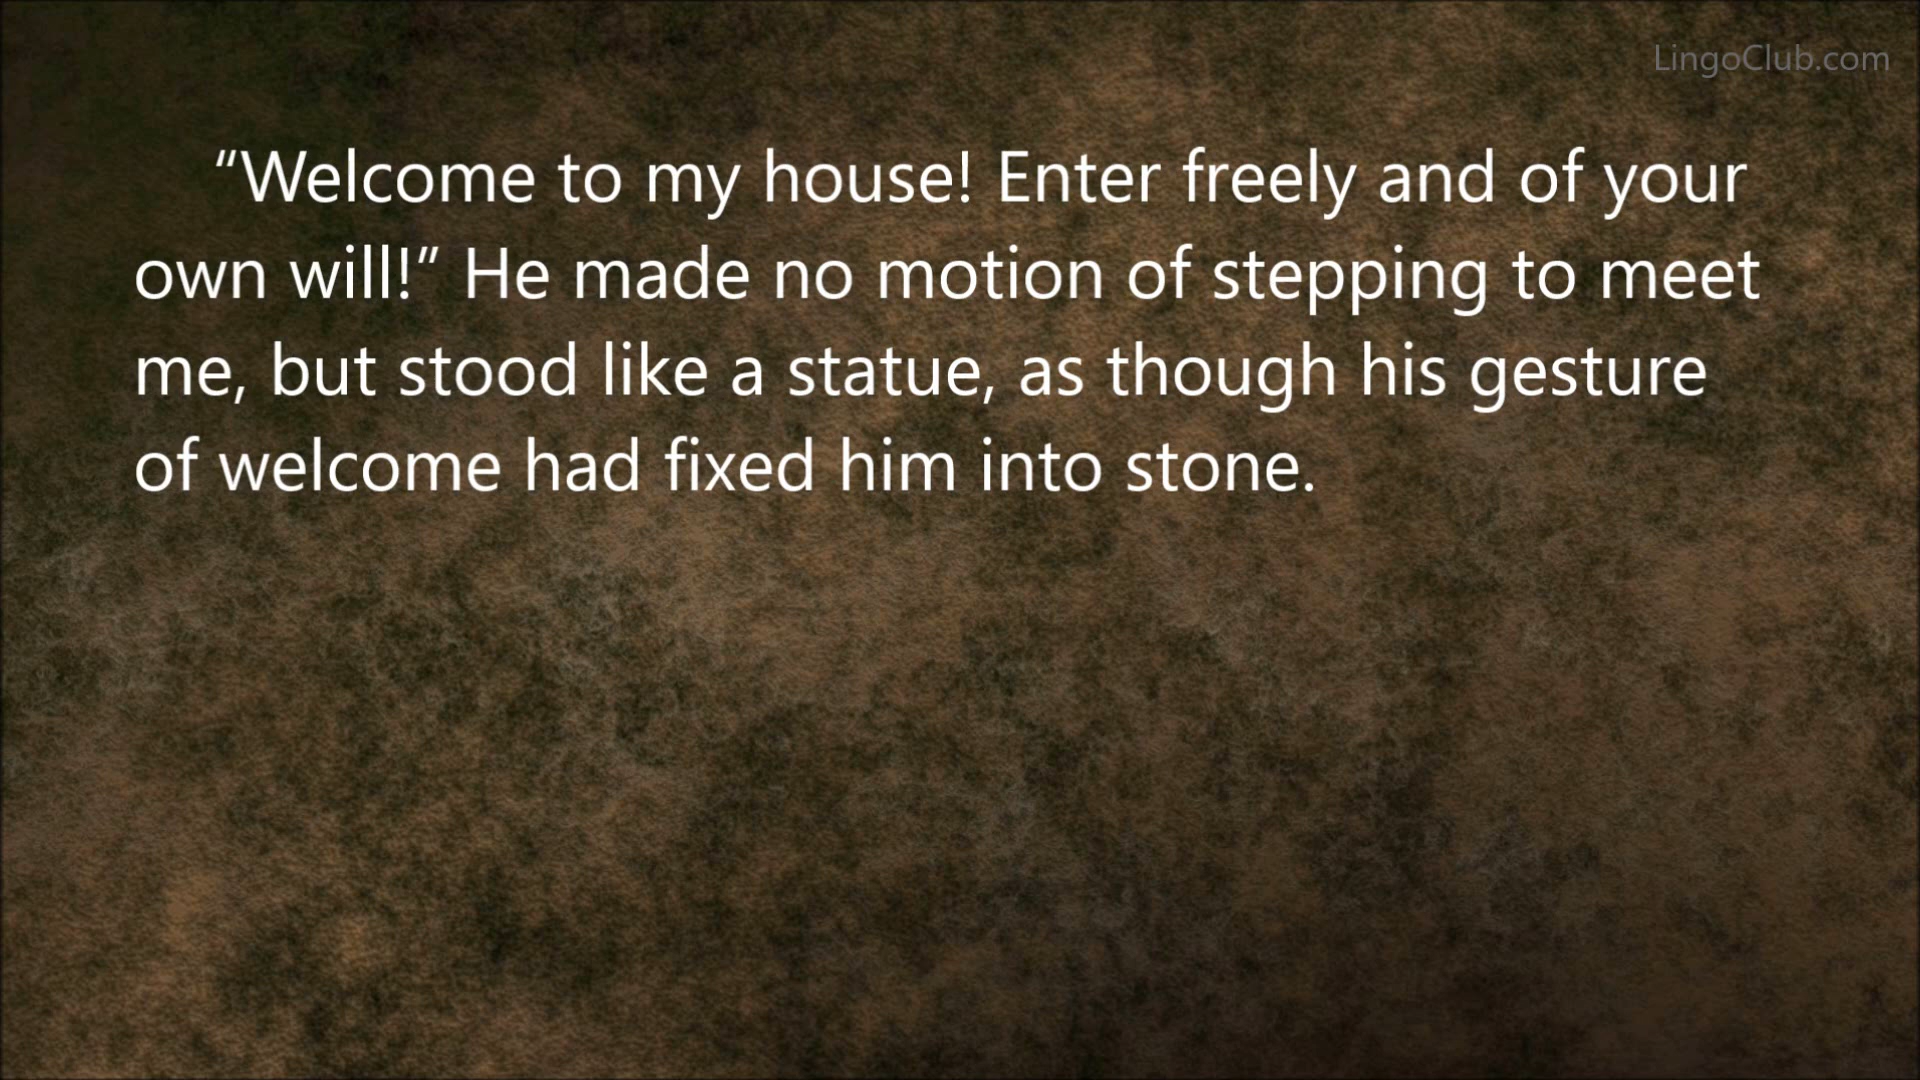 LingoClub.com
“Welcome to my house! Enter freely and of your
own will!” He made no motion of stepping to meet
me, but stood like a statue, as though his gesture
of welcome had fixed him into stone.